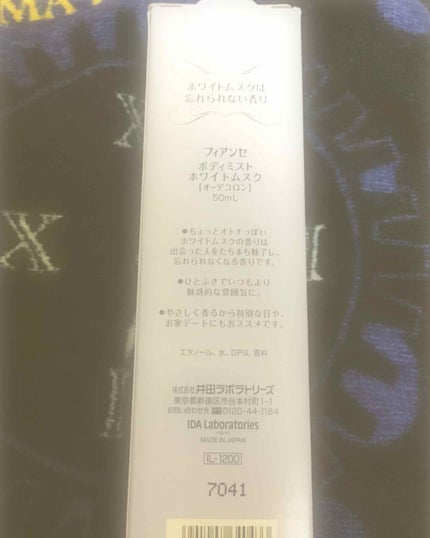 MA
X
X
ホワイトムスクは
忘れられない香り
フィアンセ
ボディミスト
ホワイトムスク
[オーデコロン]
50mL
●ちょっとオトナっぽい
ホワイトムスクの香りは
出会った人をたちまち魅了し、
忘れられなくなる香りです。
●ひとふきでいつもより
魅惑的な雰囲気に。
●やさしく香るから特別な日や、
お家デートにもおススメです。
エタノール、水、DPG、香料
株式会社 井田ラボラトリーズ
東京都新宿区市谷本村町1-1
お問い合わせ先 0120-44-1184
IDA Laboratories
MADE IN JAPAN
IL-1200
7041